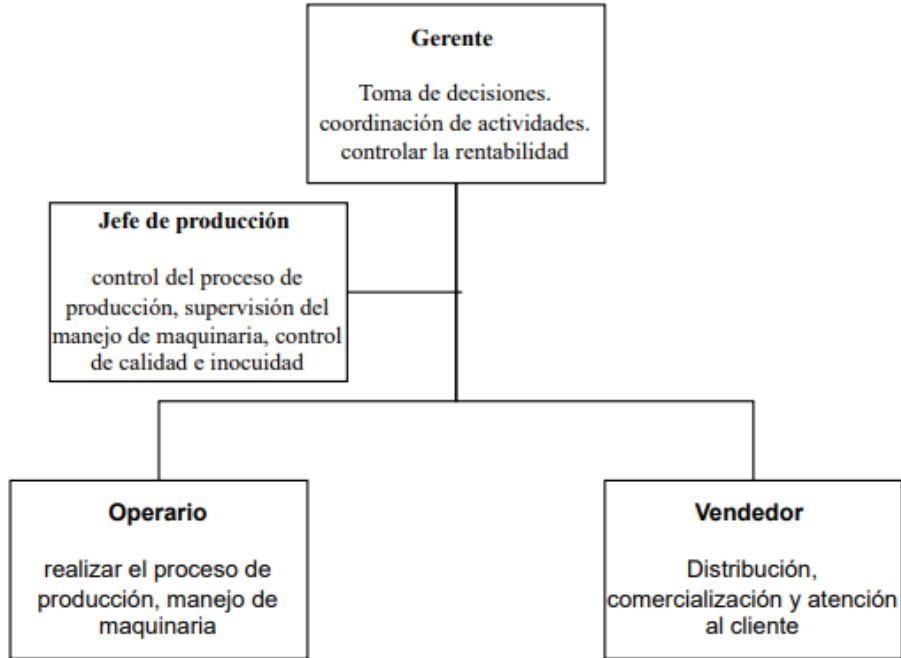 Gerente
Toma de decisiones.
coordinación de actividades.
controlar la rentabilidad
Jefe de producción
control del proceso de
producción, supervisión del
manejo de maquinaria, control
de calidad e inocuidad
Operario
realizar el proceso de
producción, manejo de
maquinaria
Vendedor
Distribución,
comercialización y atención
al cliente